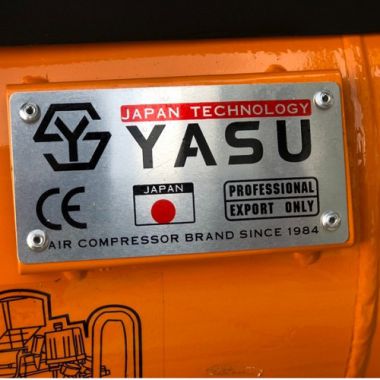 JAPAN TECHNOLOGY
YASU
CE
JAPAN
PROFESSIONAL
EXPORT ONLY
AIR COMPRESSOR BRAND SINCE 1984